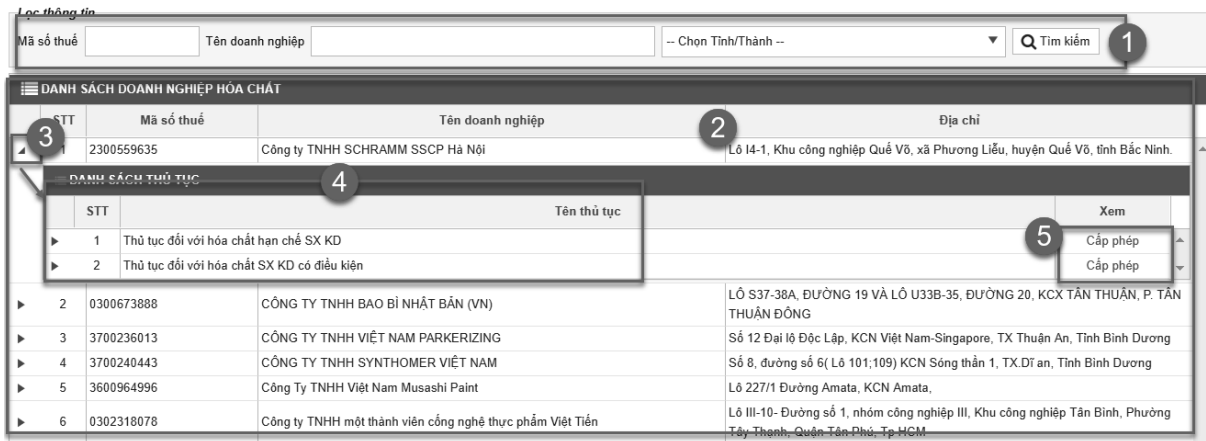 Lọc thông tin
Mã số thuế Tên doanh nghiệp -- Chọn Tỉnh/Thành -- Tìm kiếm 1
DANH SÁCH DOANH NGHIỆP HÓA CHẤT
STT Mã số thuế Tên doanh nghiệp 2 Địa chỉ
3 1 2300559635 Công ty TNHH SCHRAMM SSCP Hà Nội Lô I4-1, Khu công nghiệp Quế Võ, xã Phương Liễu, huyện Quế Võ, tỉnh Bắc Ninh.
DANH SÁCH THỦ TỤC 4
STT Tên thủ tục Xem
1 Thủ tục đối với hóa chất hạn chế SX KD 5 Cấp phép
2 Thủ tục đối với hóa chất SX KD có điều kiện Cấp phép
2 0300673888 CÔNG TY TNHH BAO BÌ NHẬT BẢN (VN) LÔ S37-38A, ĐƯỜNG 19 VÀ LÔ U33B-35, ĐƯỜNG 20, KCX TÂN THUẬN, P. TÂN
THUẬN ĐÔNG
3 3700236013 CÔNG TY TNHH VIỆT NAM PARKERIZING Số 12 Đại lộ Độc Lập, KCN Việt Nam-Singapore, TX Thuận An, Tỉnh Bình Dương
4 3700240443 CÔNG TY TNHH SYNTHOMER VIỆT NAM Số 8, đường số 6( Lô 101;109) KCN Sóng thần 1, TX.Dĩ an, Tỉnh Bình Dương
5 3600964996 Công Ty TNHH Việt Nam Musashi Paint Lô 227/1 Đường Amata, KCN Amata,
6 0302318078 Công ty TNHH một thành viên cống nghệ thực phẩm Việt Tiến Lô III-10- Đường số 1, nhóm công nghiệp III, Khu công nghiệp Tân Bình, Phường
Tây Thạnh, Quận Tân Phú, Tp HCM